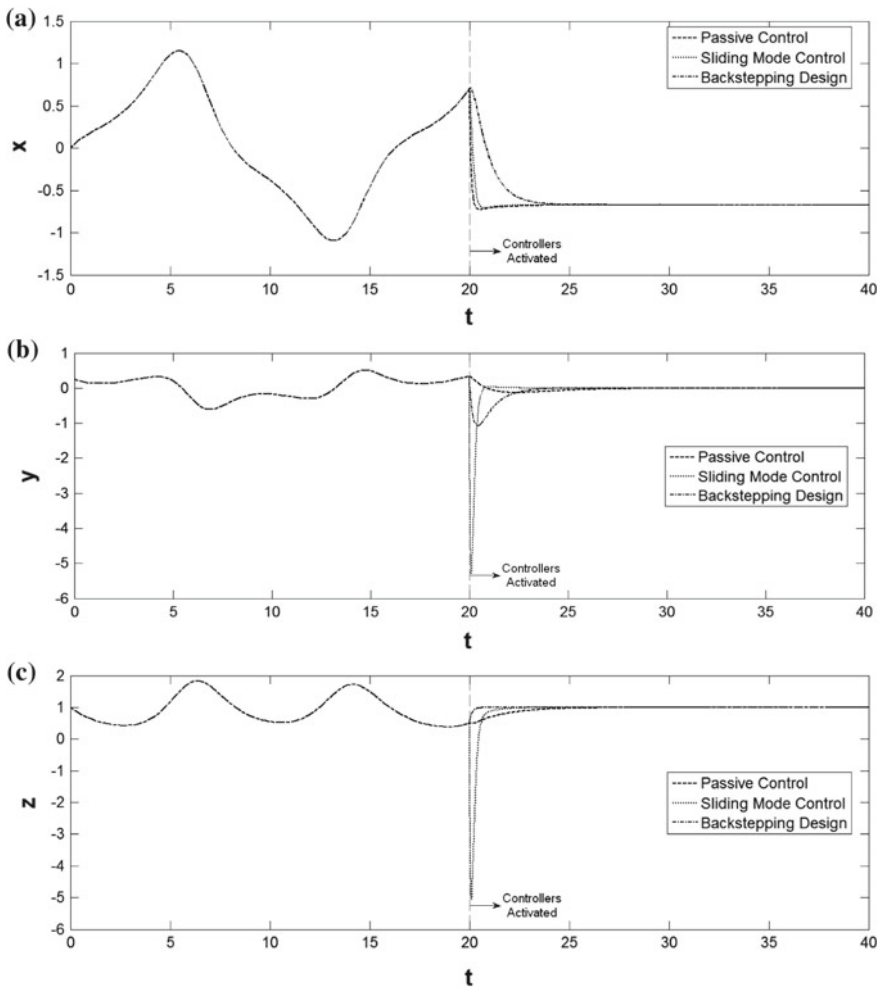 (a)
1.5
1
0.5
0
-0.5
-1
-1.5
x
Passive Control
Sliding Mode Control
Backstepping Design
Controllers
Activated
0 5 10 15 20 25 30 35 40
t
(b)
1
0
-1
-2
-3
-4
-5
-6
y
Passive Control
Sliding Mode Control
Backstepping Design
Controllers
Activated
0 5 10 15 20 25 30 35 40
t
(c)
2
1
0
-1
-2
-3
-4
-5
-6
z
Passive Control
Sliding Mode Control
Backstepping Design
Controllers
Activated
0 5 10 15 20 25 30 35 40
t